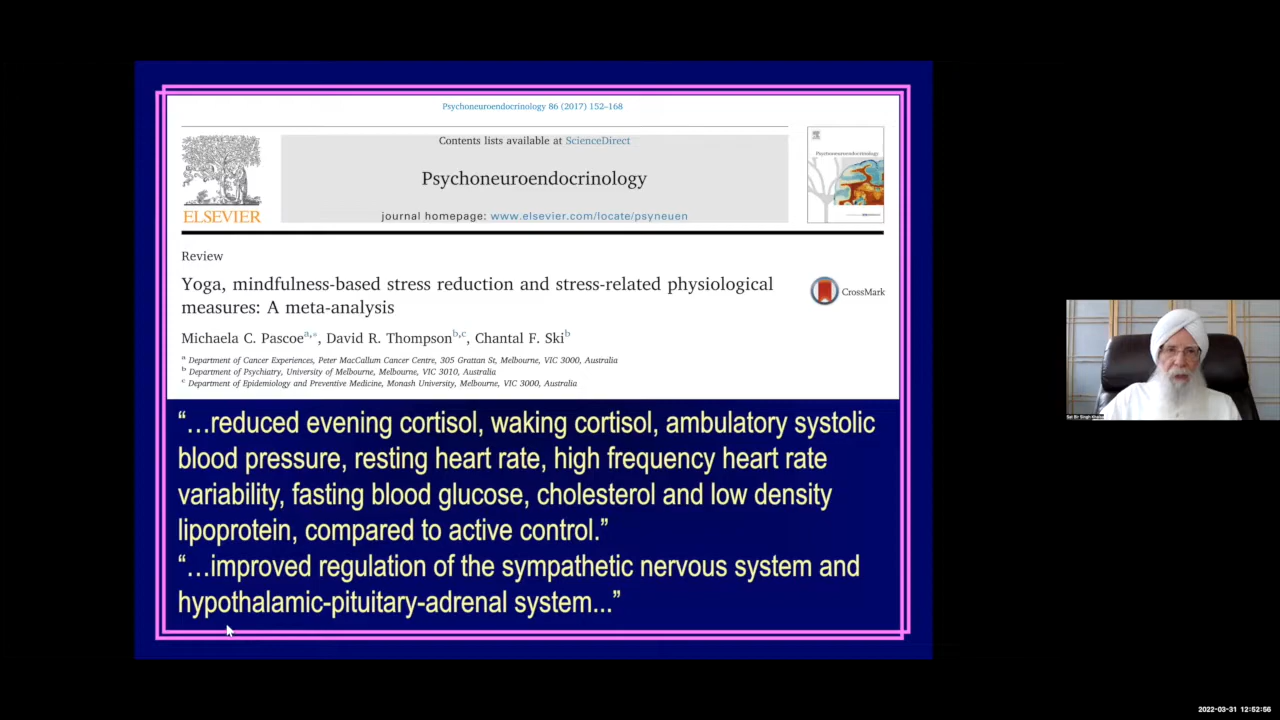 Psychoneuroendocrinology 86 (2017) 152–168
Contents lists available at ScienceDirect
Psychoneuroendocrinology
journal homepage: www.elsevier.com/locate/psyneuen
ELSEVIER
Psychoneuroendocrinology
Review
Yoga, mindfulness-based stress reduction and stress-related physiological
measures: A meta-analysis
CrossMark
Michaela C. Pascoe a,*, David R. Thompson b,c, Chantal F. Ski b
a Department of Cancer Experiences, Peter MacCallum Cancer Centre, 305 Grattan St, Melbourne, VIC 3000, Australia
b Department of Psychiatry, University of Melbourne, Melbourne, VIC 3010, Australia
c Department of Epidemiology and Preventive Medicine, Monash University, Melbourne, VIC 3000, Australia
“…reduced evening cortisol, waking cortisol, ambulatory systolic
blood pressure, resting heart rate, high frequency heart rate
variability, fasting blood glucose, cholesterol and low density
lipoprotein, compared to active control.”
“…improved regulation of the sympathetic nervous system and
hypothalamic-pituitary-adrenal system...”
Sat Bir Singh Khalsa
2022-03-31 12:52:56